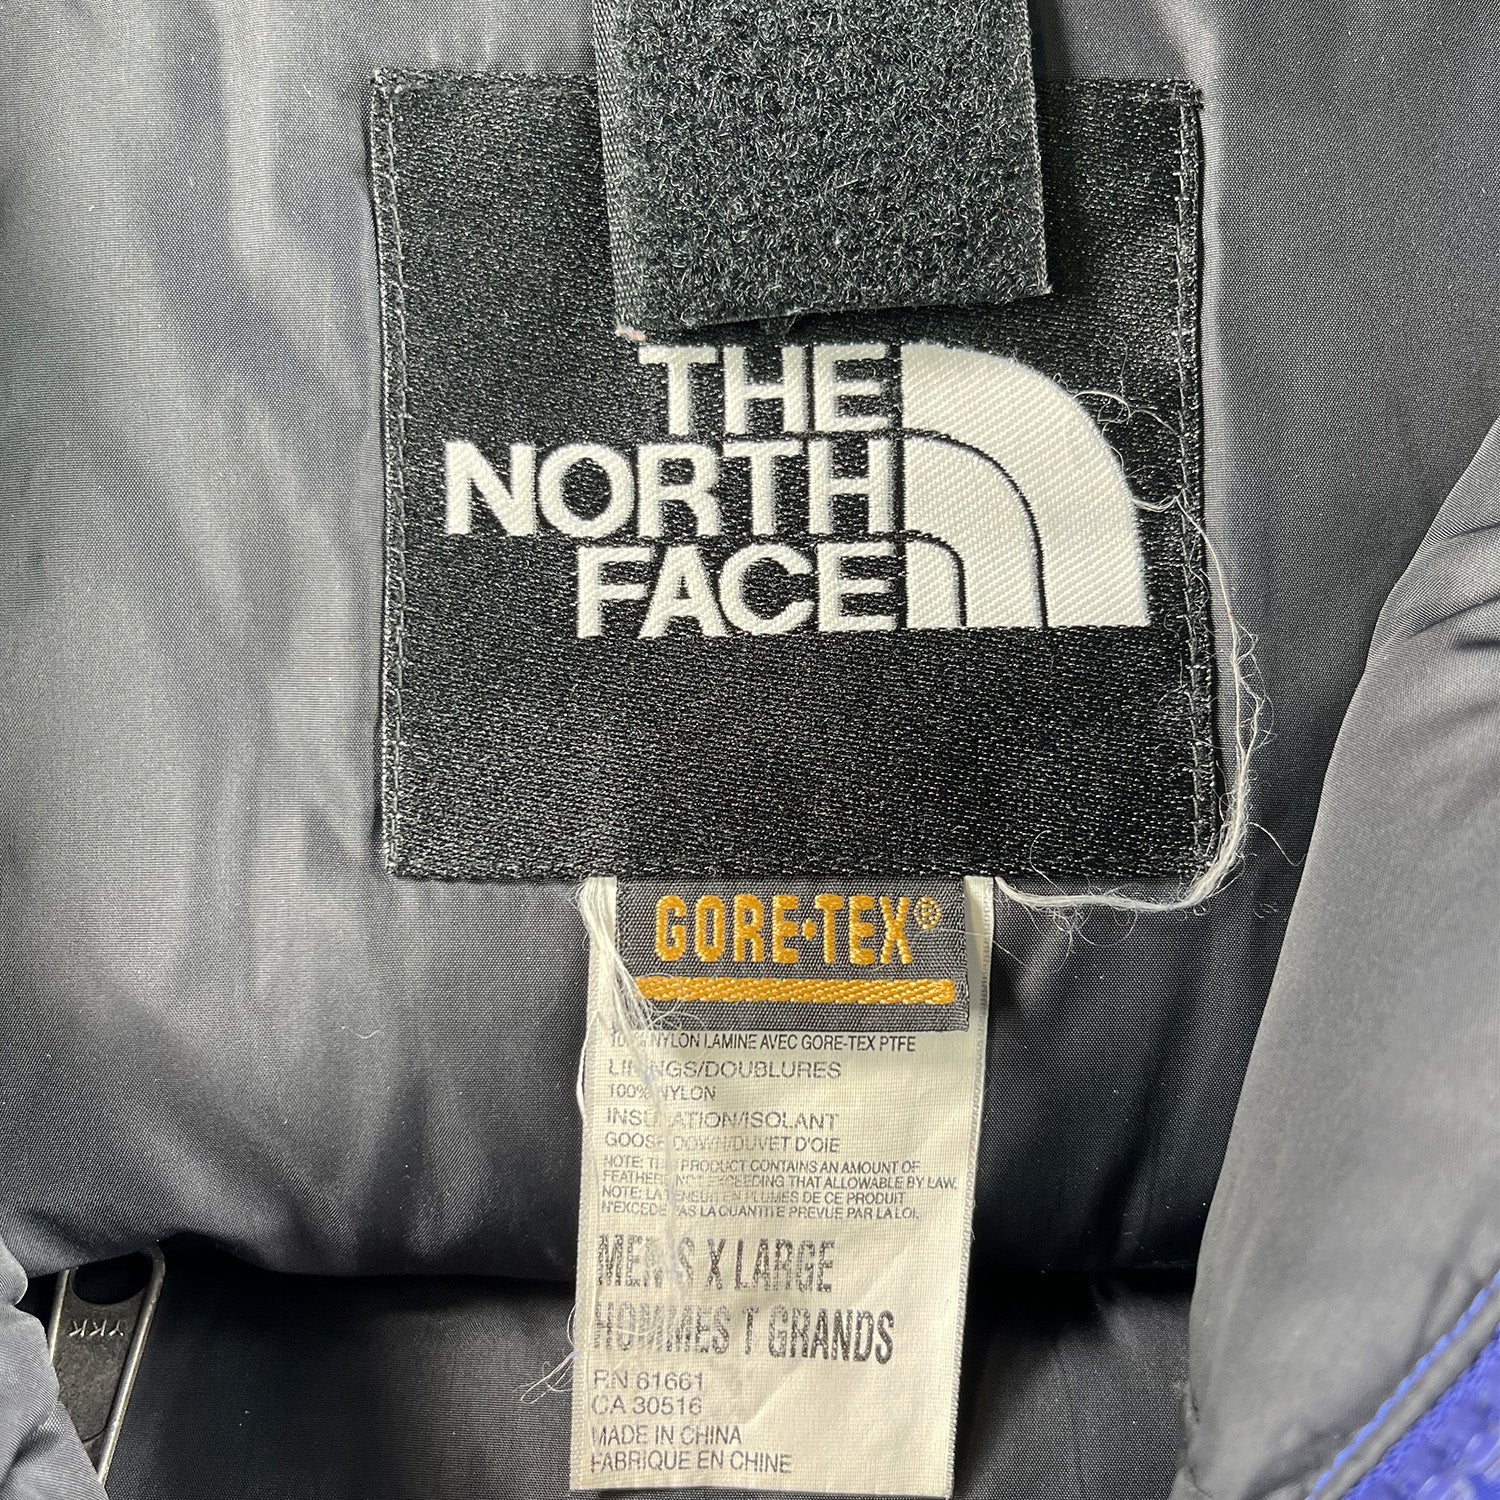 THE
NORTH
FACE
GORE-TEX®
100% NYLON LAMINE AVEC GORE-TEX PTFE
LININGS/DOUBLURES
100% NYLON
INSULATION/ISOLANT
GOOSE DOWN/DUVET D'OIE
NOTE: THIS PRODUCT CONTAINS AN AMOUNT OF
FEATHERS NOT EXCEEDING THAT ALLOWABLE BY LAW.
NOTE: LA TENEUR EN PLUMES DE CE PRODUIT
N'EXCEDE PAS LA QUANTITE PREVUE PAR LA LOI.
MEN'S X LARGE
HOMMES T GRANDS
RN 61661
CA 30516
MADE IN CHINA
FABRIQUE EN CHINE
YKK